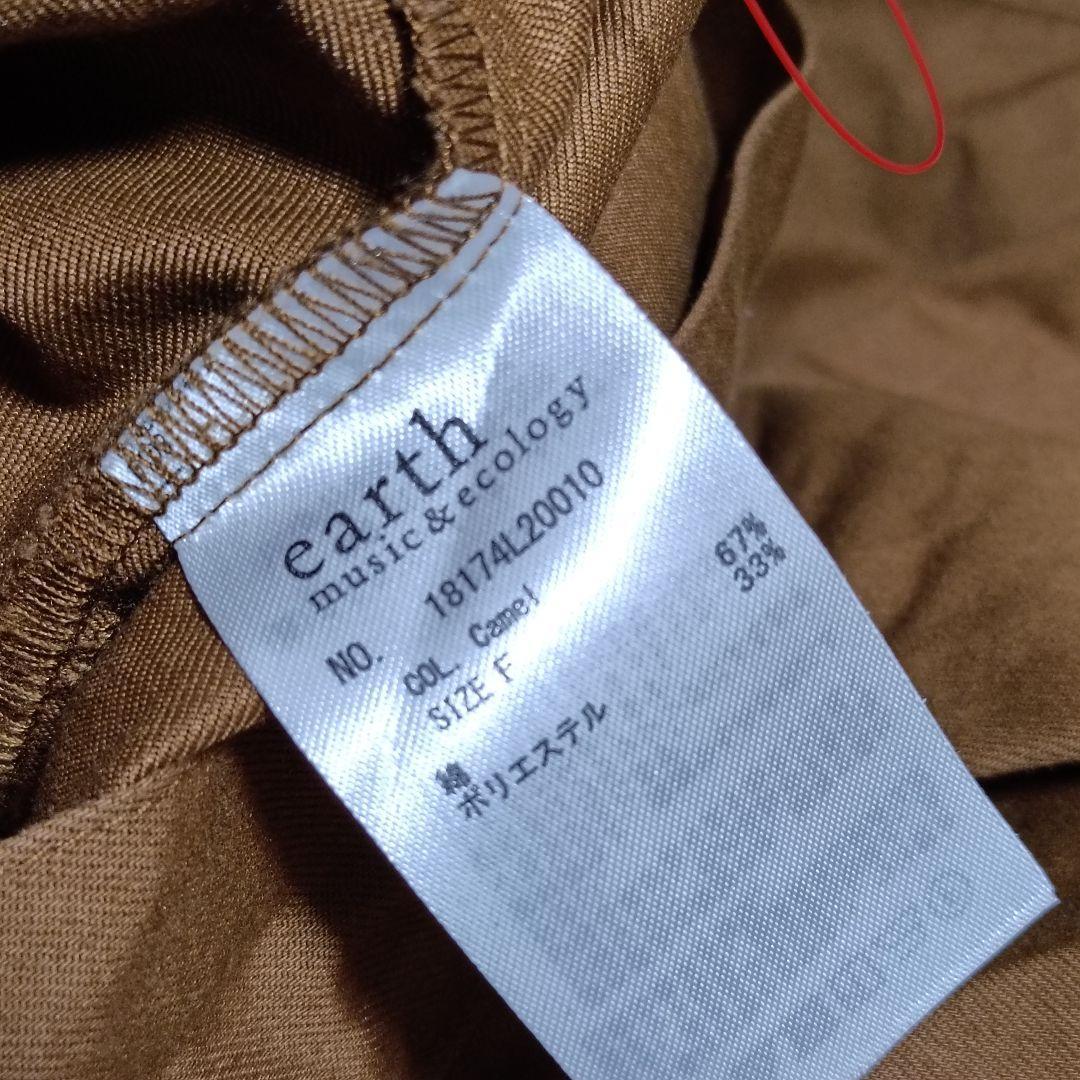 earth
music&ecology
NO. 18174L20010
COL. Camel
SIZE F
綿 67%
ポリエステル 33%